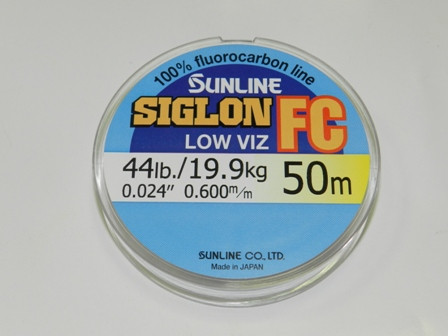 100% fluorocarbon line
SUNLINE
SIGLON FC
LOW VIZ
44lb./19.9kg 50m
0.024" 0.600m/m
SUNLINE CO.,LTD.
Made in JAPAN